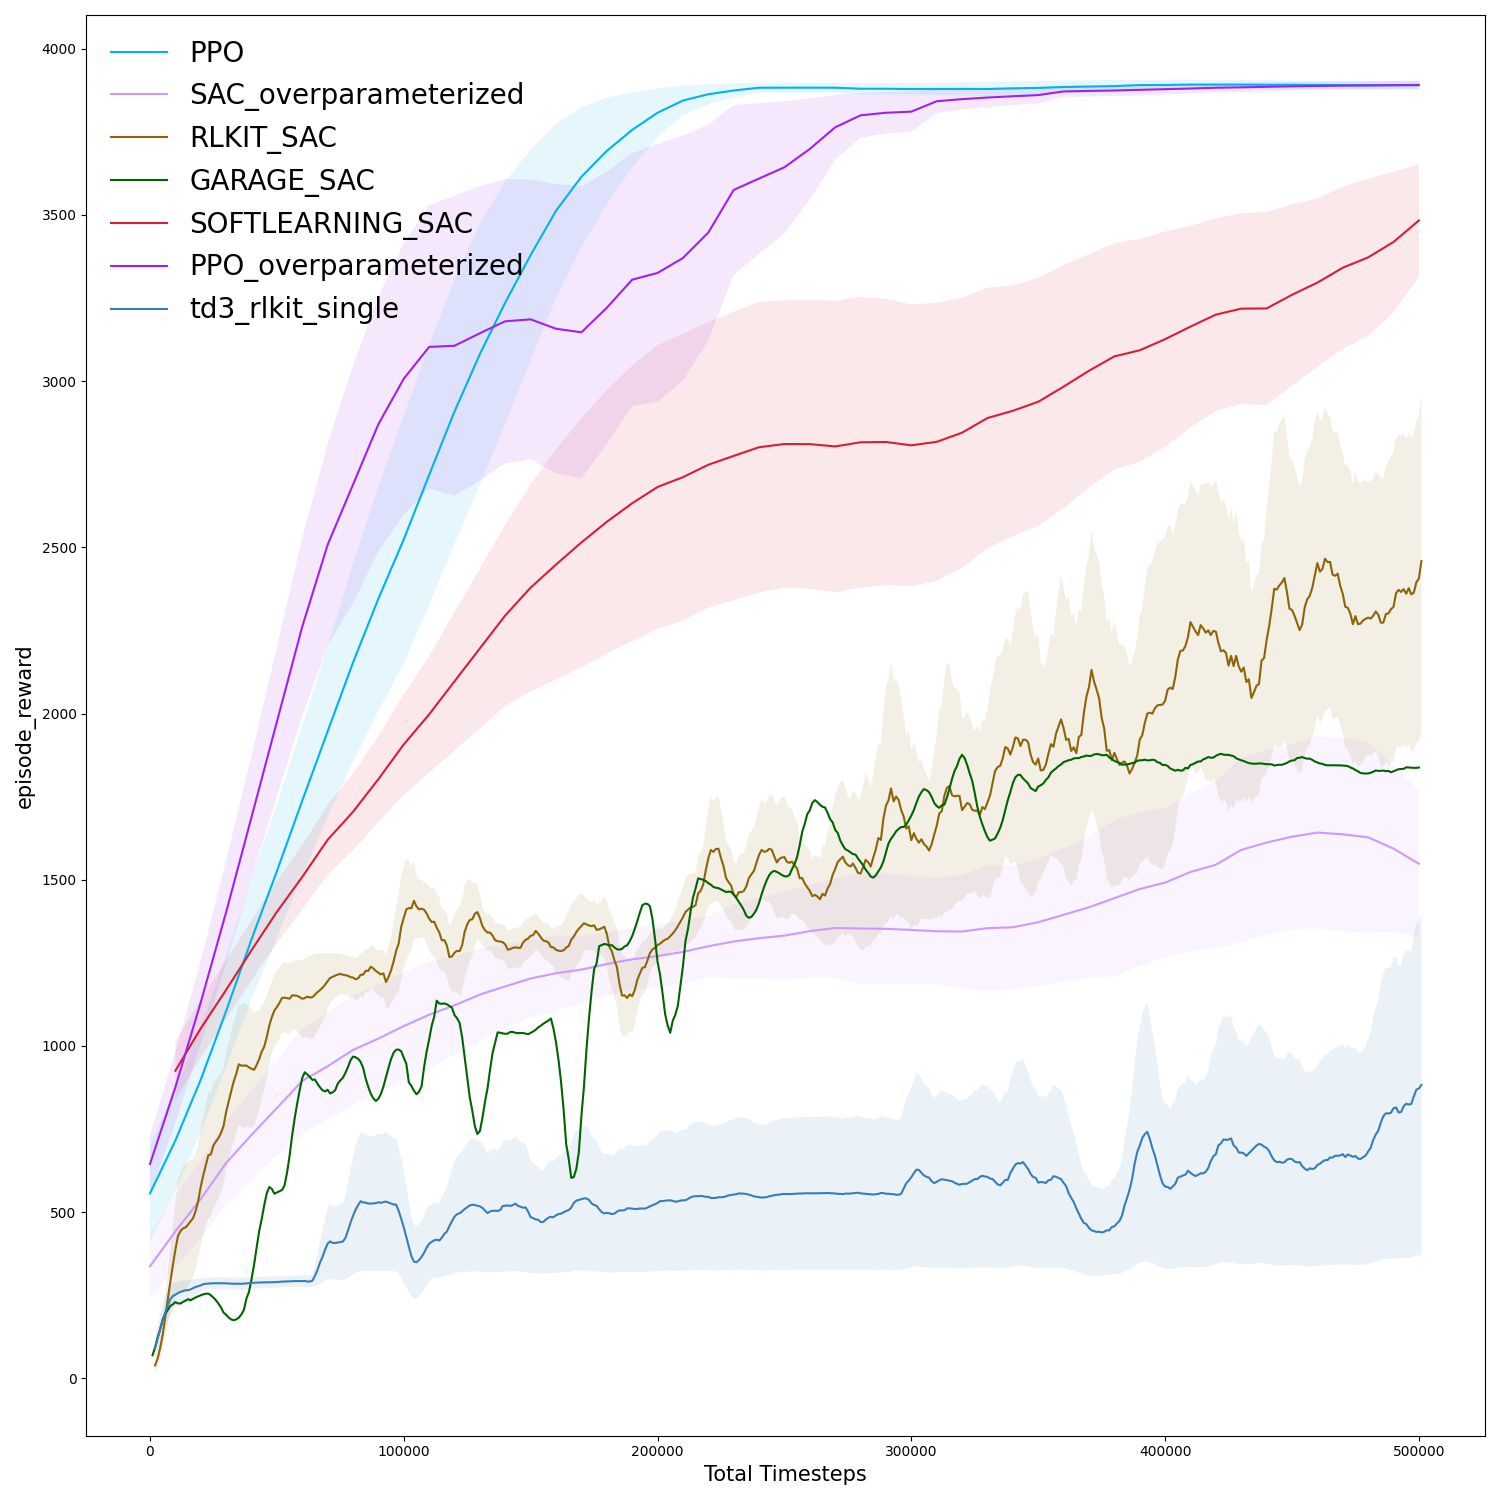 PPO
SAC_overparameterized
RLKIT_SAC
GARAGE_SAC
SOFTLEARNING_SAC
PPO_overparameterized
td3_rlkit_single
4000
3500
3000
2500
2000
1500
1000
500
0
episode_reward
0 100000 200000 300000 400000 500000
Total Timesteps